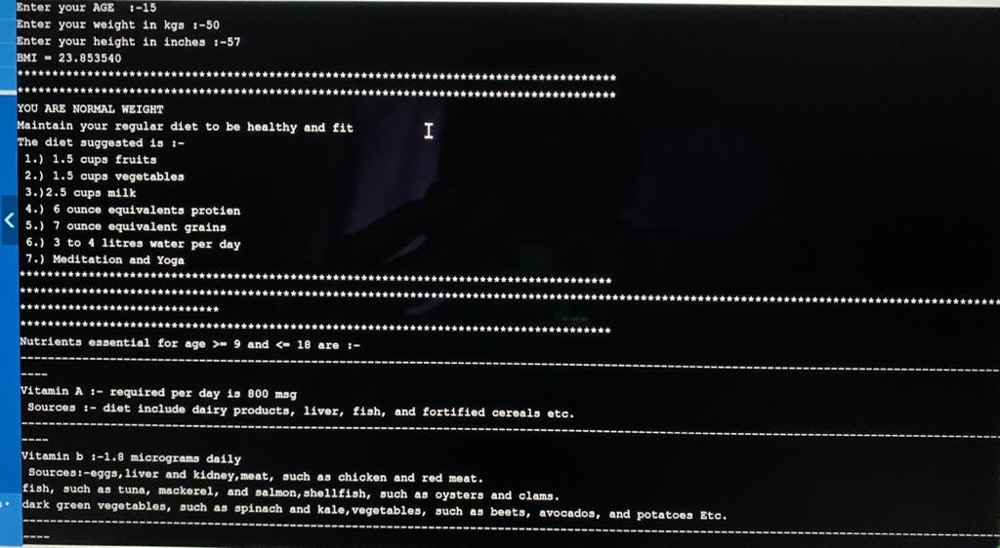 Enter your AGE :-15
Enter your weight in kgs :-50
Enter your height in inches :-57
BMI = 23.853540
****************************************************************************************
****************************************************************************************
YOU ARE NORMAL WEIGHT
Maintain your regular diet to be healthy and fit
The diet suggested is :-
1.) 1.5 cups fruits
2.) 1.5 cups vegetables
3.)2.5 cups milk
4.) 6 ounce equivalents protien
5.) 7 ounce equivalent grains
6.) 3 to 4 litres water per day
7.) Meditation and Yoga
****************************************************************************************
************************************************************************************************************************************************
*****************************
****************************************************************************************
Nutrients essential for age >= 9 and <= 18 are :-
------------------------------------------------------------------------------------------------------------------------------------------------
----
Vitamin A :- required per day is 800 msg
Sources :- diet include dairy products, liver, fish, and fortified cereals etc.
------------------------------------------------------------------------------------------------------------------------------------------------
----
Vitamin b :-1.8 micrograms daily
Sources:-eggs,liver and kidney,meat, such as chicken and red meat.
fish, such as tuna, mackerel, and salmon,shellfish, such as oysters and clams.
dark green vegetables, such as spinach and kale,vegetables, such as beets, avocados, and potatoes Etc.
------------------------------------------------------------------------------------------------------------------------------------------------
----